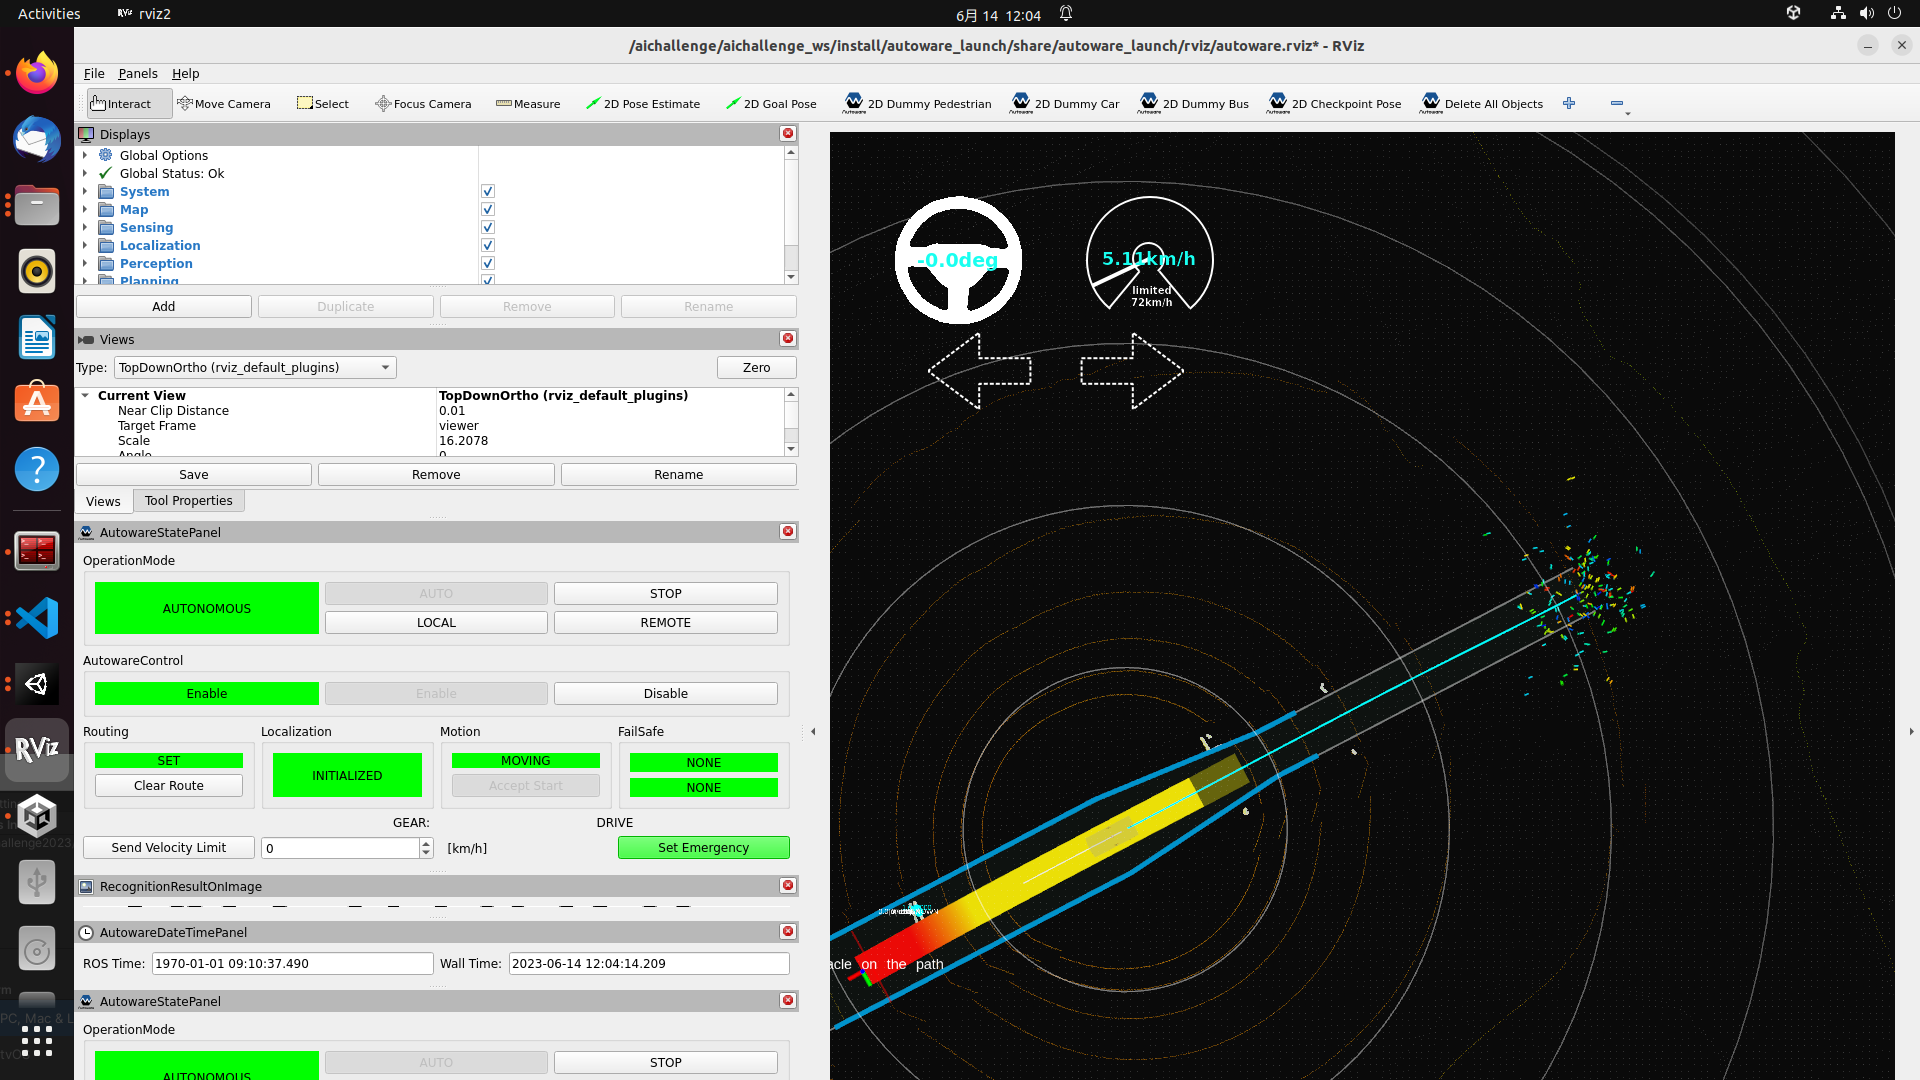 Activities
rviz2
6月 14 12:04
/aichallenge/aichallenge_ws/install/autoware_launch/share/autoware_launch/rviz/autoware.rviz* - RViz
File Panels Help
Interact Move Camera Select Focus Camera Measure 2D Pose Estimate 2D Goal Pose 2D Dummy Pedestrian 2D Dummy Car 2D Dummy Bus 2D Checkpoint Pose Delete All Objects
Displays
Global Options
Global Status: Ok
System
Map
Sensing
Localization
Perception
Planning
Add Duplicate Remove Rename
Views
Type: TopDownOrtho (rviz_default_plugins) Zero
Current View TopDownOrtho (rviz_default_plugins)
Near Clip Distance 0.01
Target Frame viewer
Scale 16.2078
Angle 0
Save Remove Rename
Views Tool Properties
AutowareStatePanel
OperationMode
AUTONOMOUS AUTO STOP
LOCAL REMOTE
AutowareControl
Enable Enable Disable
Routing Localization Motion FailSafe
SET INITIALIZED MOVING NONE
Clear Route Accept Start NONE
GEAR: DRIVE
Send Velocity Limit 0 [km/h] Set Emergency
RecognitionResultOnImage
AutowareDateTimePanel
ROS Time: 1970-01-01 09:10:37.490 Wall Time: 2023-06-14 12:04:14.209
AutowareStatePanel
OperationMode
AUTONOMOUS AUTO STOP
-0.0deg
5.11km/h
limited
72km/h
acle on the path
RViz
allenge2023
PC, Mac & L